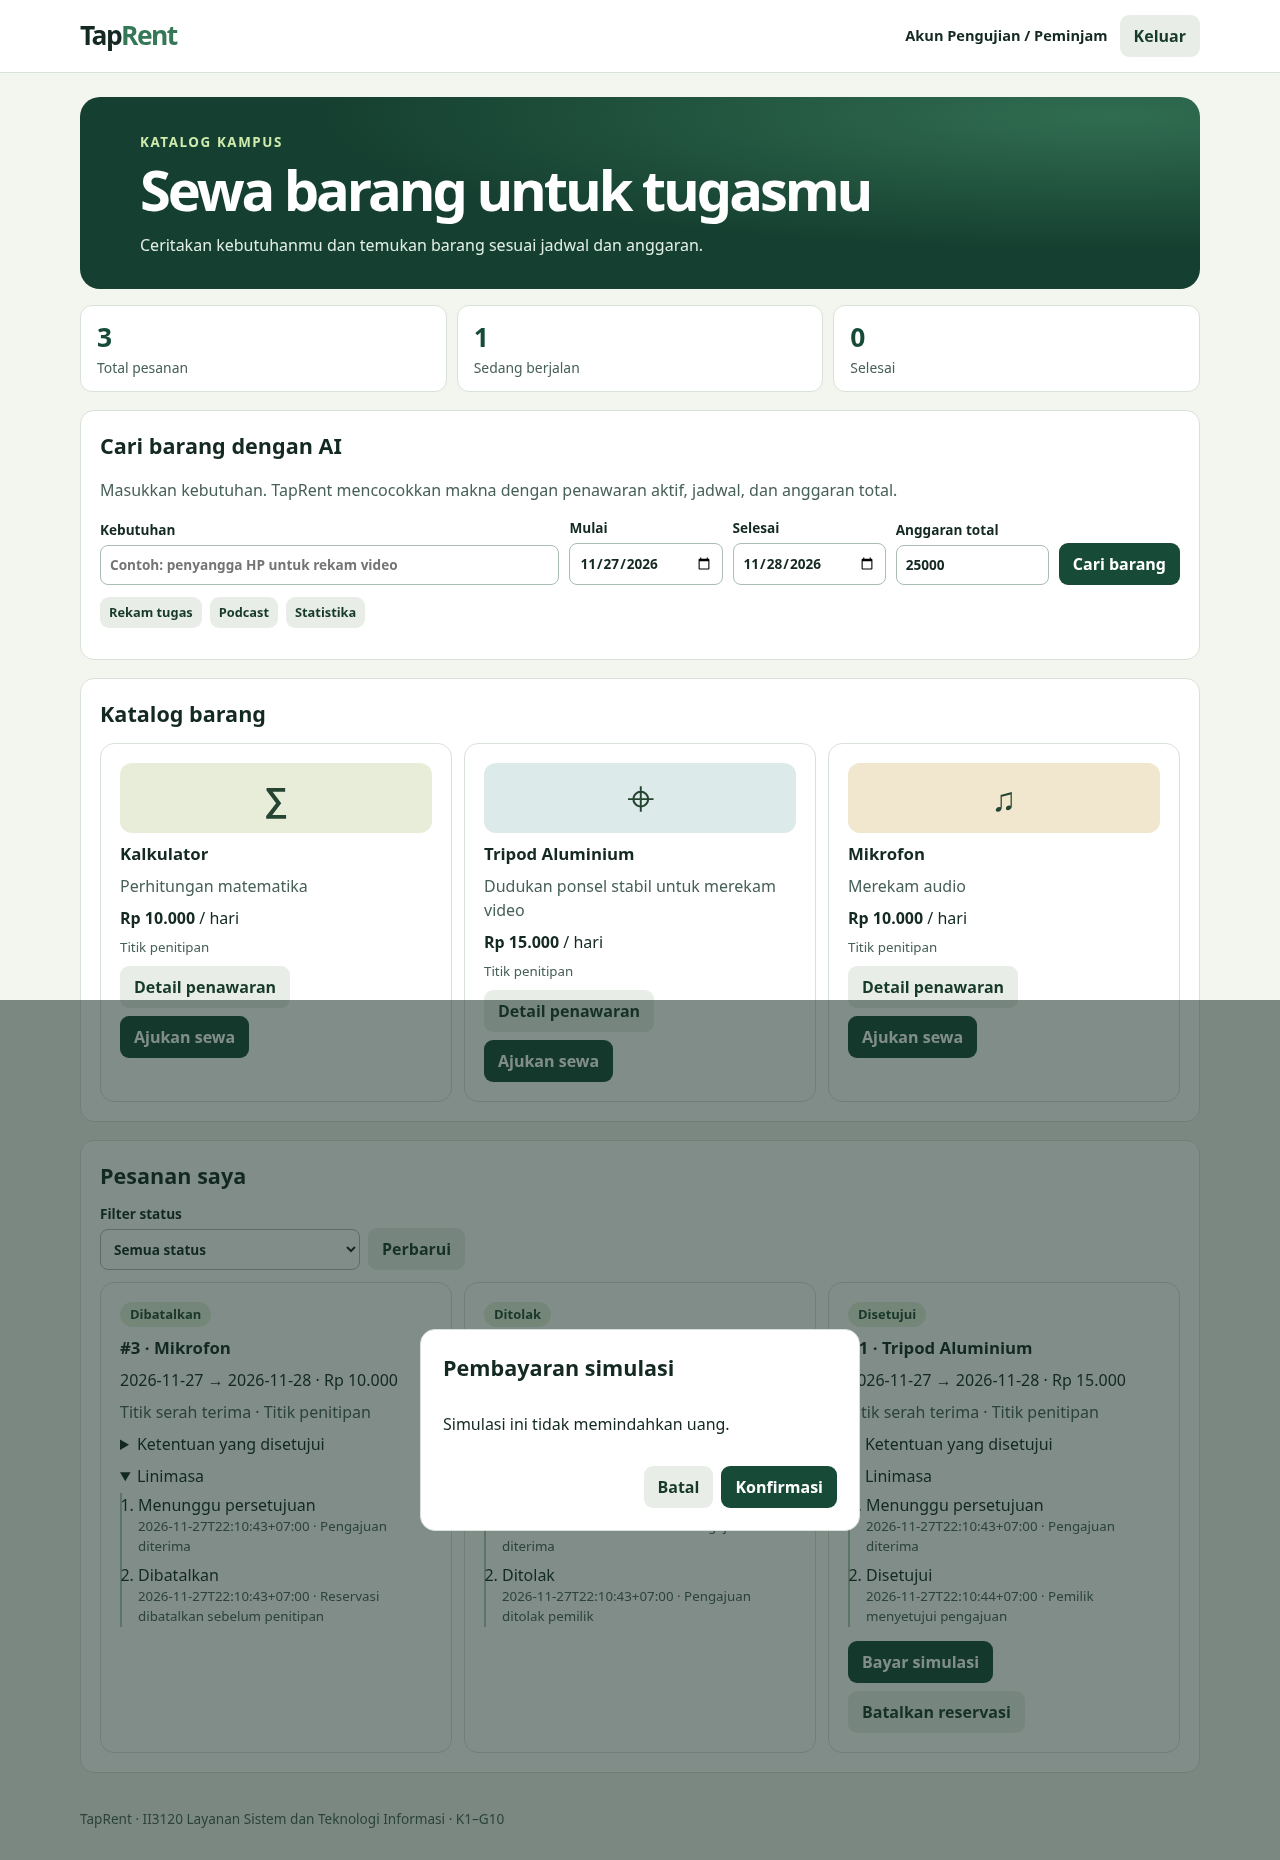 TapRent
Akun Pengujian / Peminjam
Keluar
KATALOG KAMPUS
Sewa barang untuk tugasmu
Ceritakan kebutuhanmu dan temukan barang sesuai jadwal dan anggaran.
3
Total pesanan
1
Sedang berjalan
0
Selesai
Cari barang dengan AI
Masukkan kebutuhan. TapRent mencocokkan makna dengan penawaran aktif, jadwal, dan anggaran total.
Kebutuhan
Contoh: penyangga HP untuk rekam video
Mulai
11/27/2026
Selesai
11/28/2026
Anggaran total
25000
Cari barang
Rekam tugas
Podcast
Statistika
Katalog barang
∑
Kalkulator
Perhitungan matematika
Rp 10.000 / hari
Titik penitipan
Detail penawaran
Ajukan sewa
Tripod Aluminium
Dudukan ponsel stabil untuk merekam
video
Rp 15.000 / hari
Titik penitipan
Detail penawaran
Ajukan sewa
♫
Mikrofon
Merekam audio
Rp 10.000 / hari
Titik penitipan
Detail penawaran
Ajukan sewa
Pesanan saya
Filter status
Semua status
Perbarui
Dibatalkan
#3 · Mikrofon
2026-11-27 → 2026-11-28 · Rp 10.000
Titik serah terima · Titik penitipan
Ketentuan yang disetujui
Linimasa
1. Menunggu persetujuan
2026-11-27T22:10:43+07:00 · Pengajuan
diterima
2. Dibatalkan
2026-11-27T22:10:43+07:00 · Reservasi
dibatalkan sebelum penitipan
Ditolak
diterima
2. Ditolak
2026-11-27T22:10:43+07:00 · Pengajuan
ditolak pemilik
Disetujui
1 · Tripod Aluminium
2026-11-28 · Rp 15.000
serah terima · Titik penitipan
Ketentuan yang disetujui
Linimasa
Menunggu persetujuan
2026-11-27T22:10:43+07:00 · Pengajuan
diterima
2. Disetujui
2026-11-27T22:10:44+07:00 · Pemilik
menyetujui pengajuan
Bayar simulasi
Batalkan reservasi
Pembayaran simulasi
Simulasi ini tidak memindahkan uang.
Batal
Konfirmasi
TapRent · II3120 Layanan Sistem dan Teknologi Informasi · K1–G10